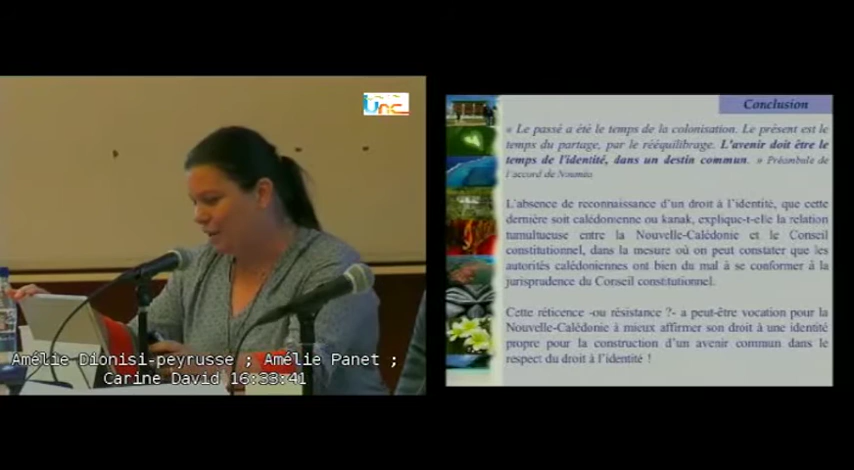 unc
Amélie Dionisi-peyrusse ; Amélie Panet ;
Carine David 16:33:41
Conclusion
« Le passé a été le temps de la colonisation. Le présent est le
temps du partage, par le rééquilibrage. L'avenir doit être le
temps de l'identité, dans un destin commun. » Préambule de
l'accord de Nouméa
L'absence de reconnaissance d'un droit à l'identité, que cette
dernière soit calédonienne ou kanak, explique-t-elle la relation
tumultueuse entre la Nouvelle-Calédonie et le Conseil
constitutionnel, dans la mesure où on peut constater que les
autorités calédoniennes ont bien du mal à se conformer à la
jurisprudence du Conseil constitutionnel.
Cette réticence -ou résistance ?- a peut-être vocation pour la
Nouvelle-Calédonie à mieux affirmer son droit à une identité
propre pour la construction d'un avenir commun dans le
respect du droit à l'identité !